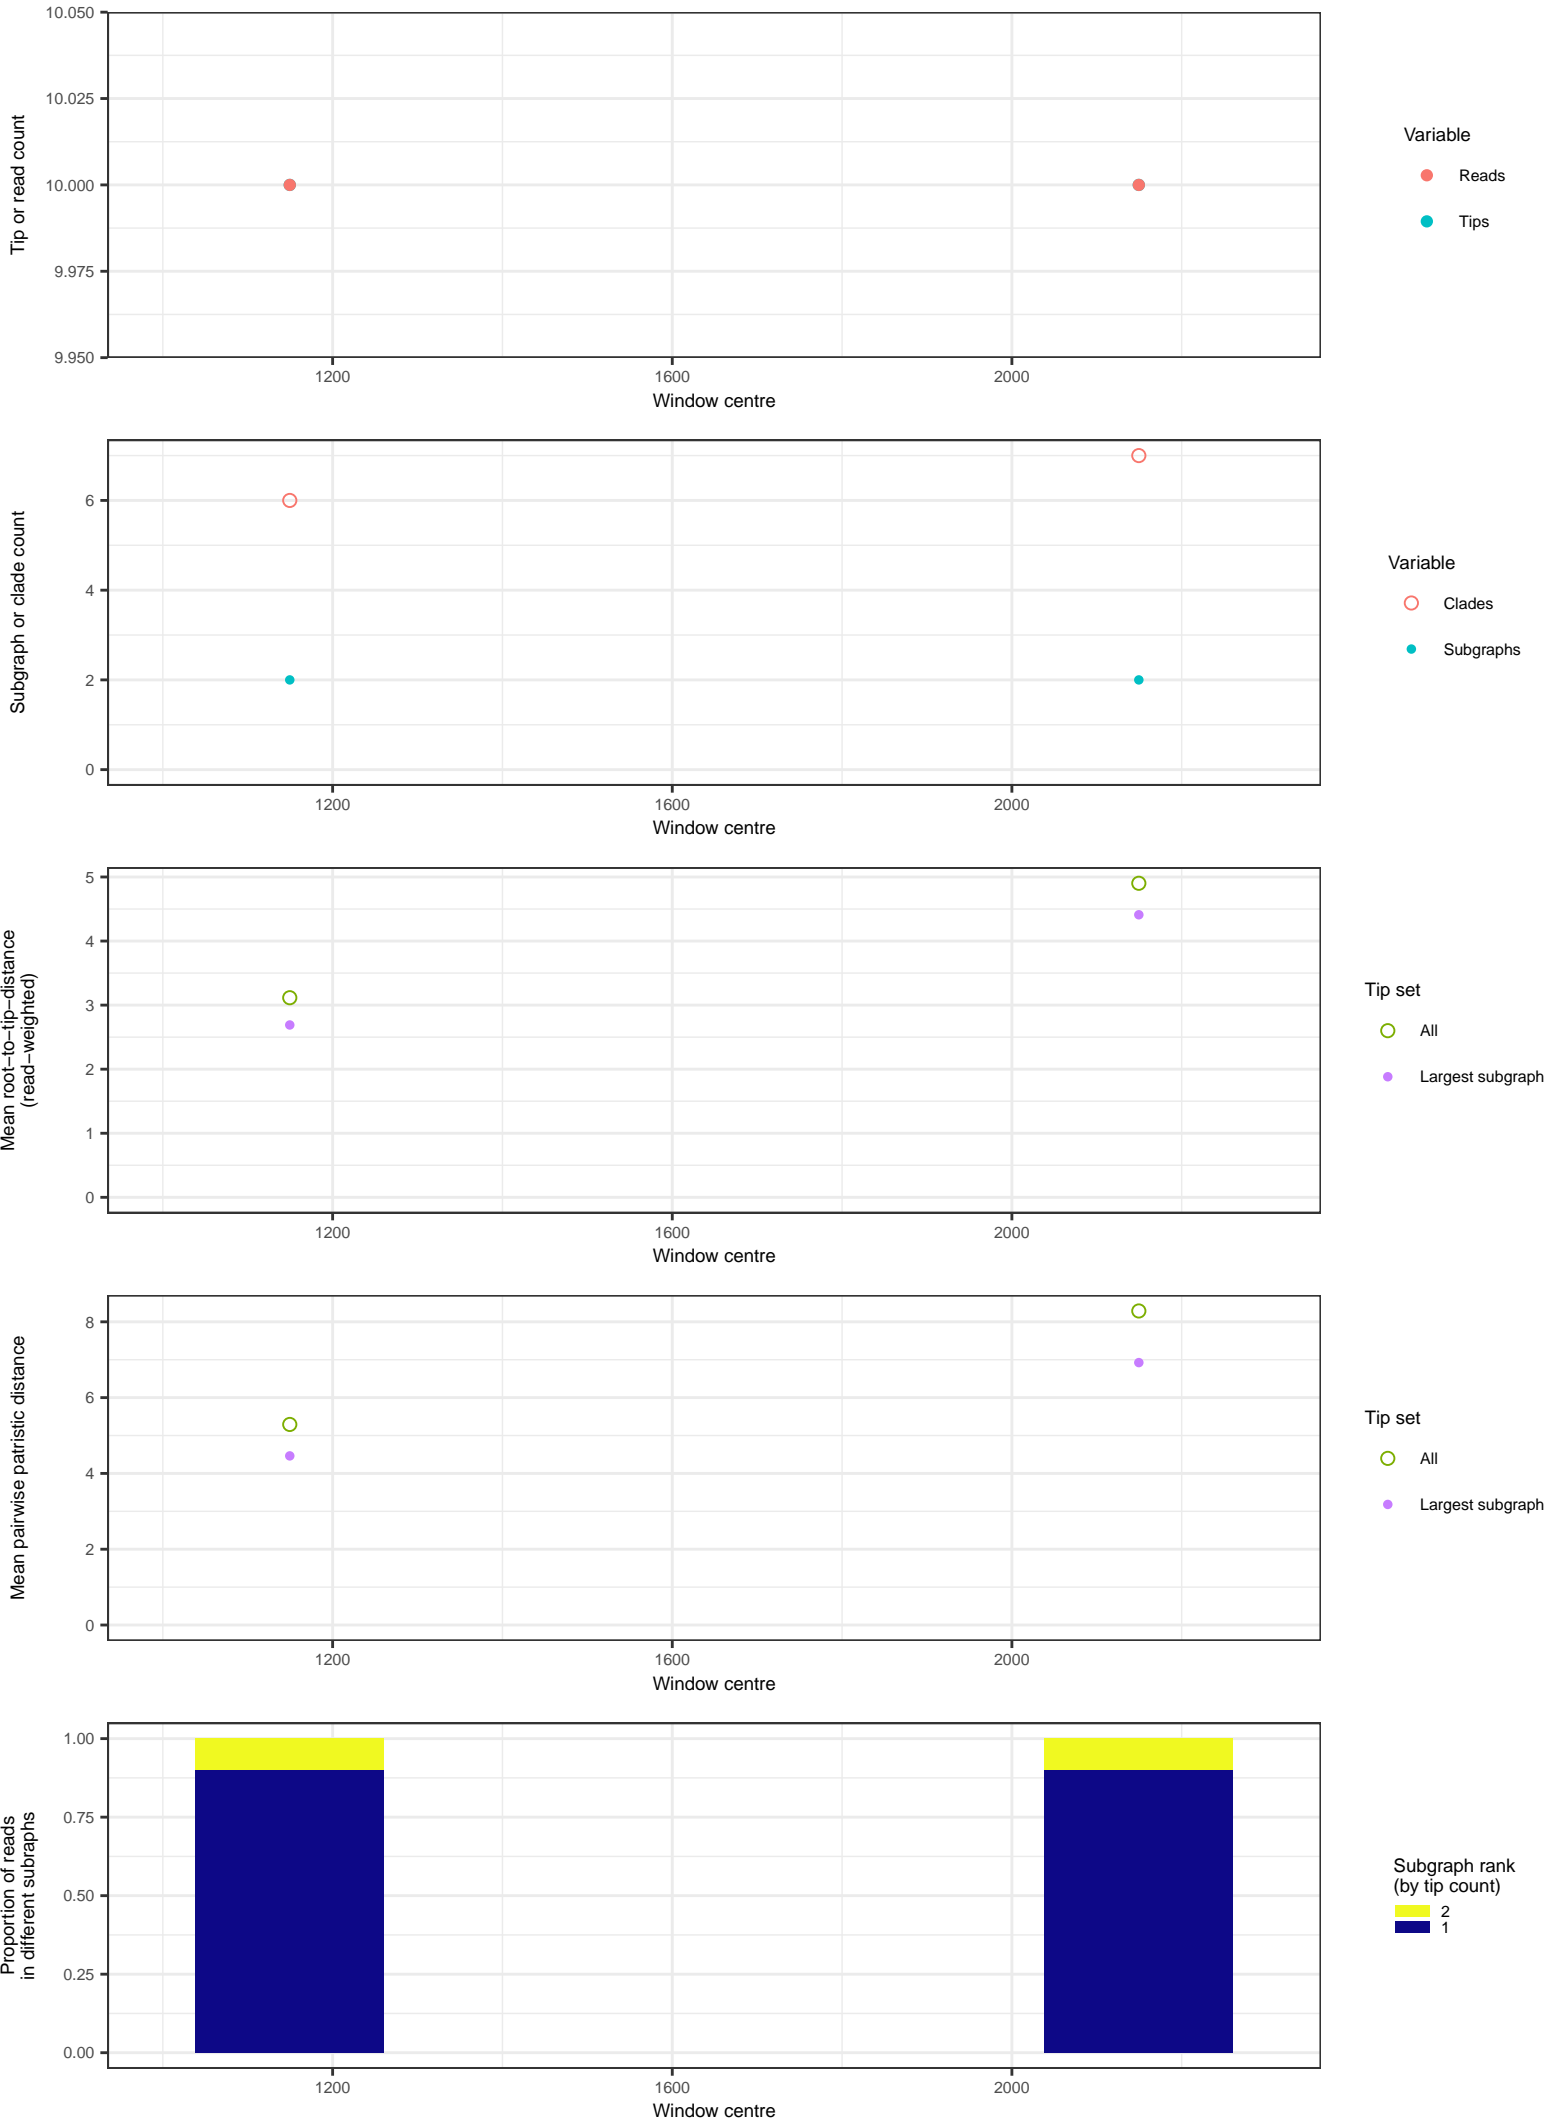 10.050
10.025
10.000
9.975
9.950
Tip or read count
1200
1600
2000
Window centre
Variable
Reads
Tips
6
4
2
0
Subgraph or clade count
1200
1600
2000
Window centre
Variable
Clades
Subgraphs
5
4
3
2
1
0
Mean root−to−tip−distance
(read−weighted)
1200
1600
2000
Window centre
Tip set
All
Largest subgraph
8
6
4
2
0
Mean pairwise patristic distance
1200
1600
2000
Window centre
Tip set
All
Largest subgraph
1.00
0.75
0.50
0.25
0.00
Proportion of reads
in different subraphs
1200
1600
2000
Window centre
Subgraph rank
(by tip count)
2
1